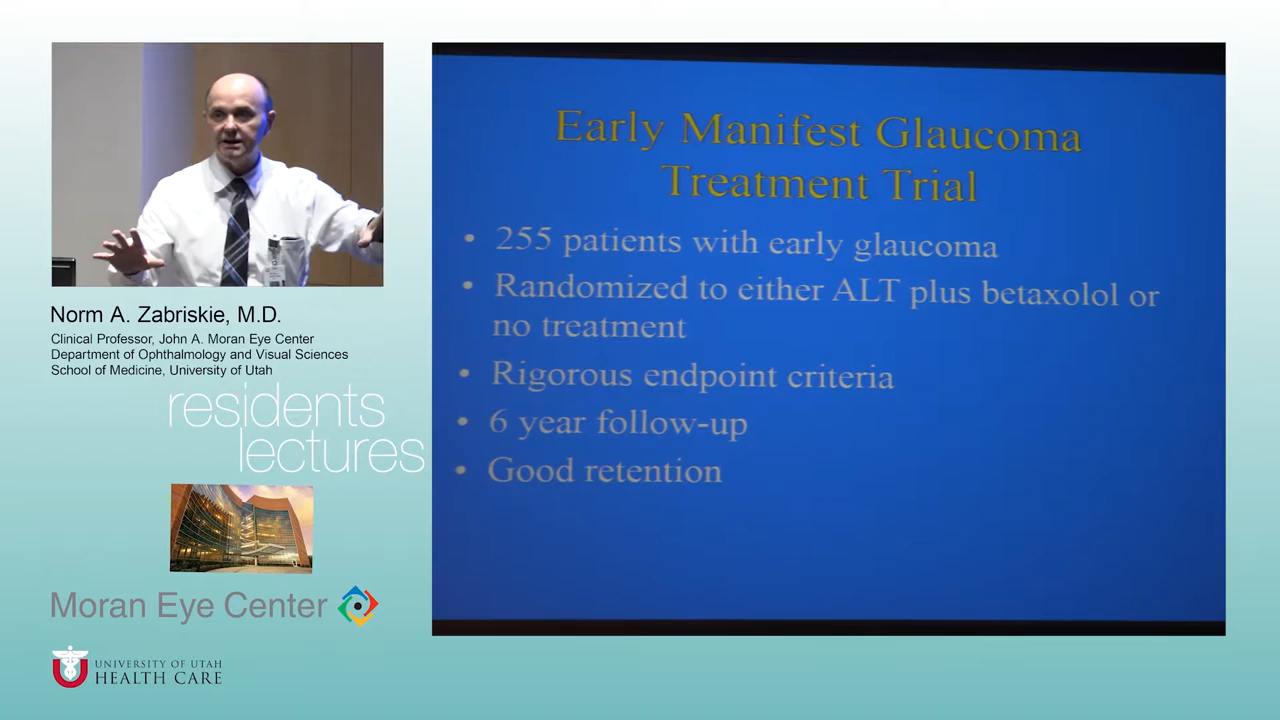 Norm A. Zabriskie, M.D.
Clinical Professor, John A. Moran Eye Center
Department of Ophthalmology and Visual Sciences
School of Medicine, University of Utah
residents
lectures
Moran Eye Center
UNIVERSITY OF UTAH
HEALTH CARE
Early Manifest Glaucoma
Treatment Trial
• 255 patients with early glaucoma
• Randomized to either ALT plus betaxolol or
no treatment
• Rigorous endpoint criteria
• 6 year follow-up
• Good retention